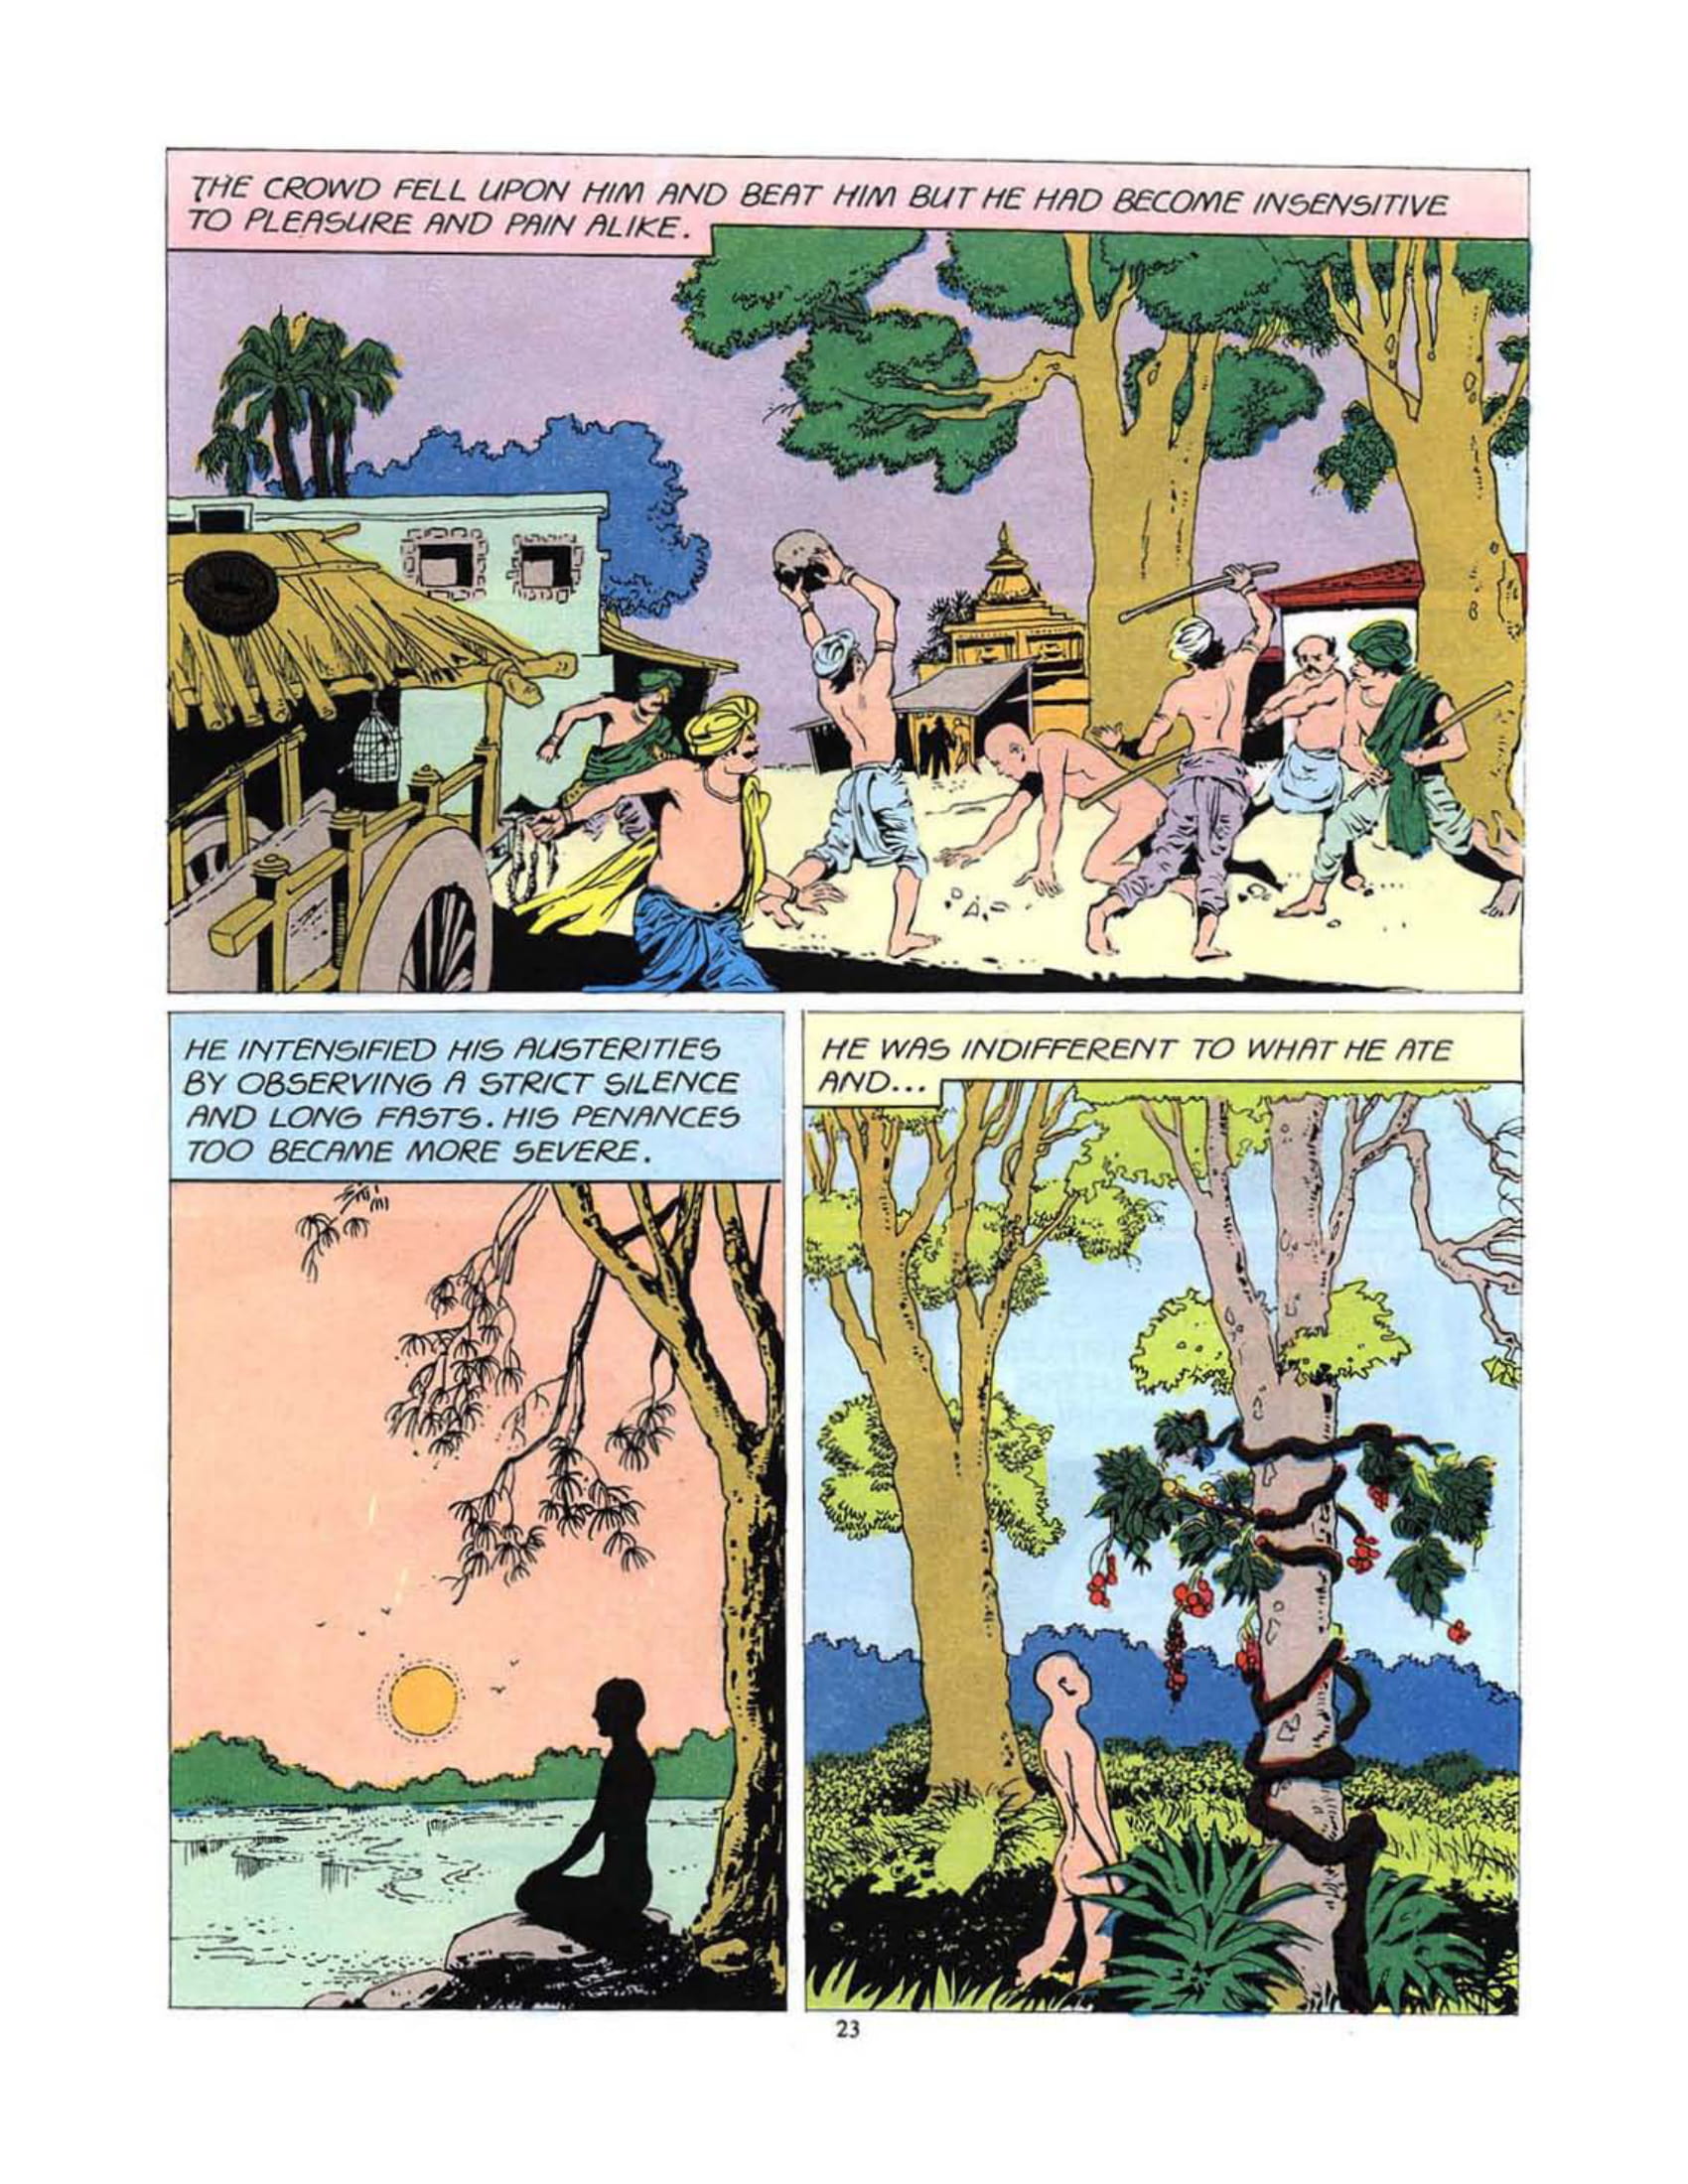 THE CROWD FELL UPON HIM AND BEAT HIM BUT HE HAD BECOME INSENSITIVE
TO PLEASURE AND PAIN ALIKE.
HE INTENSIFIED HIS AUSTERITIES
BY OBSERVING A STRICT SILENCE
AND LONG FASTS. HIS PENANCES
TOO BECAME MORE SEVERE.
HE WAS INDIFFERENT TO WHAT HE ATE
AND...
23